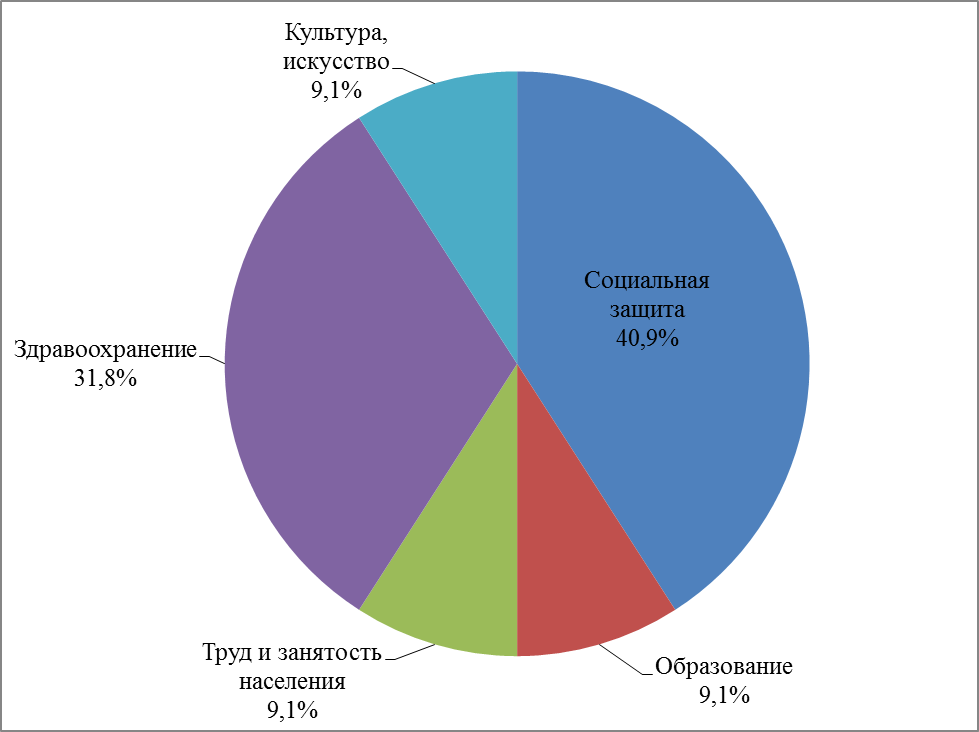 Культура,
искусство
9,1%
Социальная
защита
40,9%
Здравоохранение
31,8%
Труд и занятость
населения
9,1%
Образование
9,1%